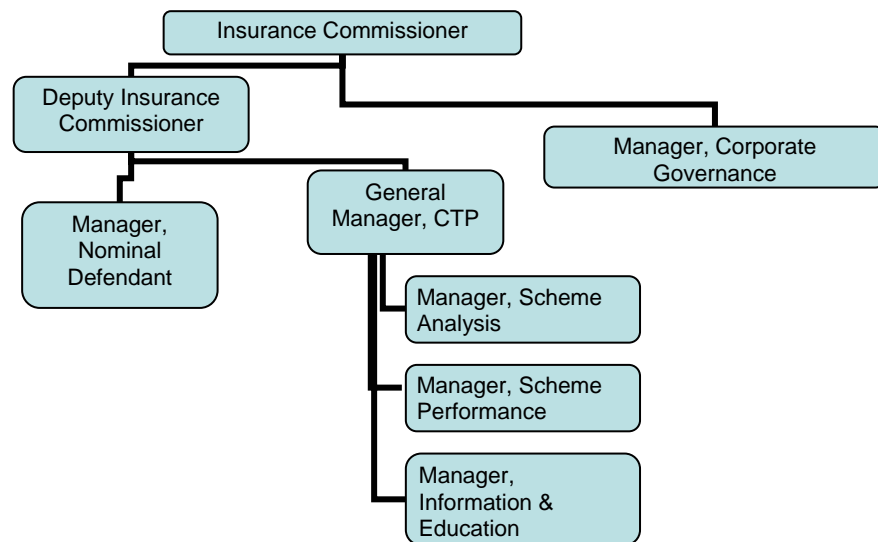 Insurance Commissioner
Deputy Insurance
Commissioner
Manager, Corporate
Governance
General
Manager, CTP
Manager,
Nominal
Defendant
Manager, Scheme
Analysis
Manager, Scheme
Performance
Manager,
Information &
Education